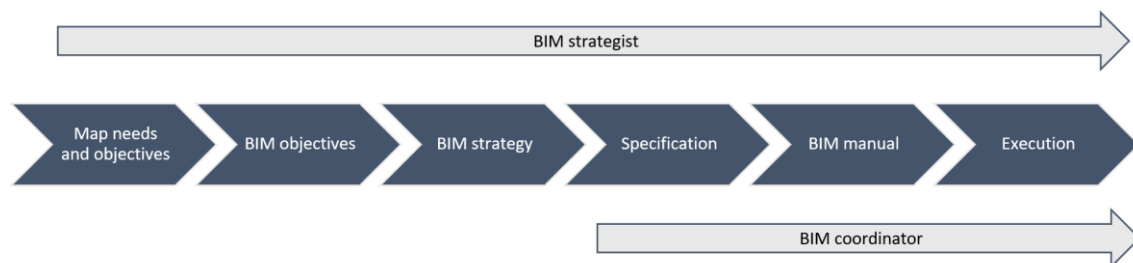 BIM strategist
Map needs
and objectives
BIM objectives
BIM strategy
Specification
BIM manual
Execution
BIM coordinator